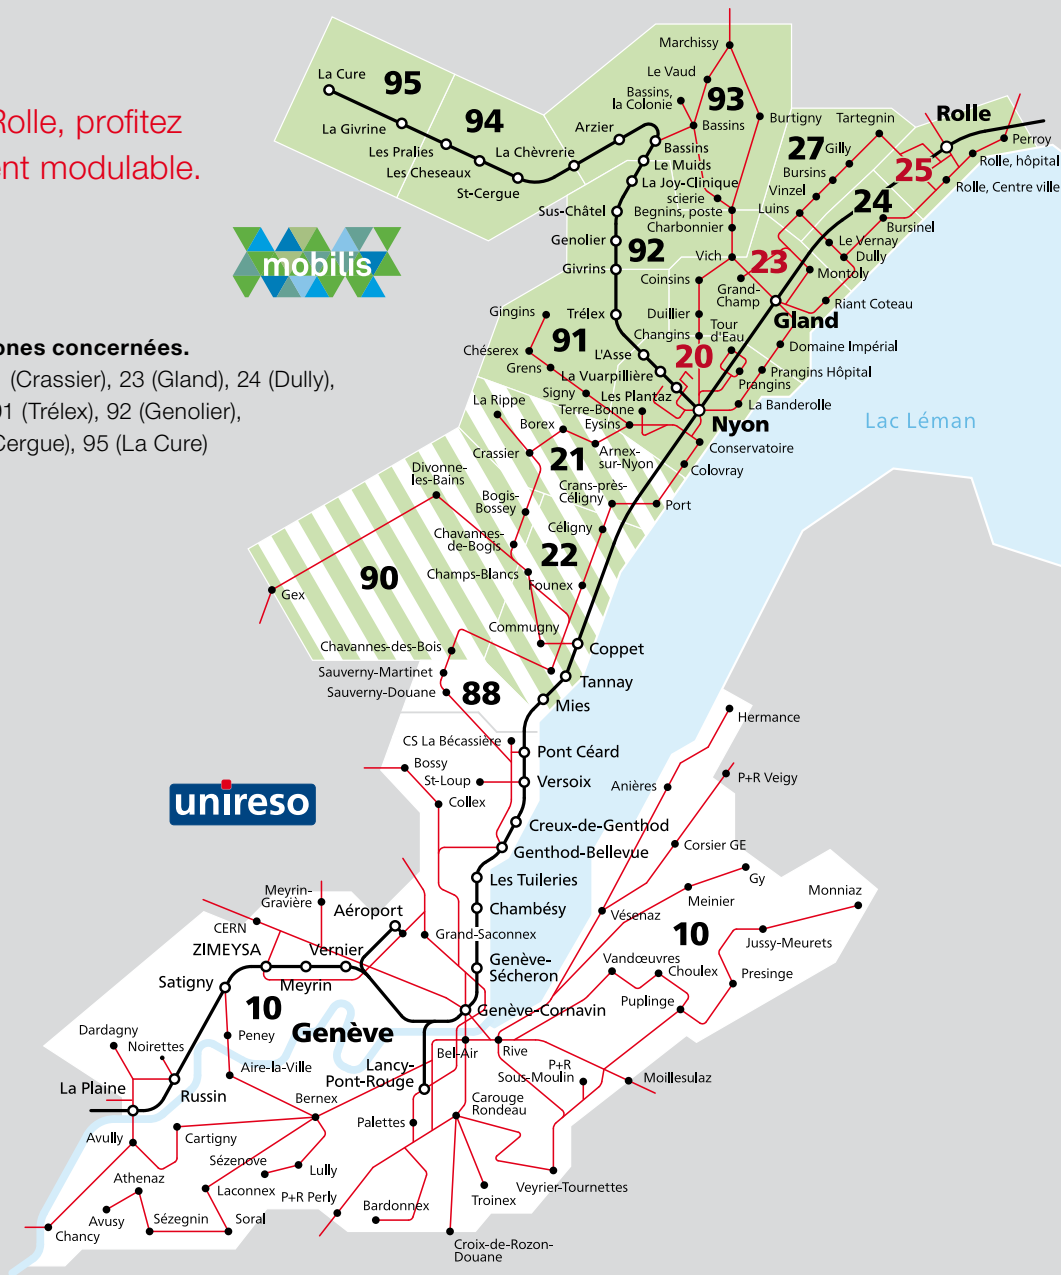 Rolle, profitez
nt modulable.
mobilis
ones concernées.
(Crassier), 23 (Gland), 24 (Dully),
91 (Trélex), 92 (Genolier),
Cergue), 95 (La Cure)
La Cure
95
La Givrine
94
Les Pralies
Les Cheseaux
La Chèvrerie
St-Cergue
Arzier
Marchissy
Le Vaud
Bassins,
la Colonie
93
Bassins
Burtigny
Bassins
Le Muids
La Joy-Clinique
scierie
Begnins, poste
Charbonnier
Sus-Châtel
Genolier
92
Givrins
Vich
Coinsins
Tartegnin
27
Gilly
Bursins
Vinzel
Luins
Rolle
Perroy
Rolle, hôpital
25
Rolle, Centre ville
24
Bursinel
Le Vernay
Dully
23
Montoly
Grand-
Champ
Riant Coteau
Gland
Gingins
Trélex
Duillier
Changins
Tour
d'Eau
91
Chéserex
L'Asse
20
Domaine Impérial
Grens
La Vuarpillière
Prangins Hôpital
Prangins
Signy
Les Plantaz
La Rippe
Terre-Bonne
La Banderolle
Borex
Eysins
Nyon
Lac Léman
Conservatoire
Crassier
21
Arnex-
sur-Nyon
Colovray
Divonne-
les-Bains
Crans-près-
Céligny
Bogis-
Bossey
Port
Céligny
Chavannes-
de-Bogis
22
90
Champs-Blancs
Founex
Gex
Commugny
Chavannes-des-Bois
Coppet
Sauverny-Martinet
Tannay
Sauverny-Douane
88
Mies
Hermance
CS La Bécassière
Pont Céard
Bossy
St-Loup
Versoix
P+R Veigy
Anières
unireso
Collex
Creux-de-Genthod
Corsier GE
Genthod-Bellevue
Les Tuileries
Gy
Meyrin-
Gravière
Meinier
Monniaz
Aéroport
Chambésy
Vésenaz
CERN
Grand-Saconnex
10
Jussy-Meurets
ZIMEYSA
Vernier
Genève-
Sécheron
Vandœuvres
Choulex
Satigny
Meyrin
Presinge
Puplinge
10
Genève
Genève-Cornavin
Dardagny
Peney
Noirettes
Bel-Air
Rive
Aire-la-Ville
Lancy-
Pont-Rouge
P+R
Sous-Moulin
Moillesulaz
La Plaine
Russin
Bernex
Carouge
Rondeau
Palettes
Avully
Cartigny
Sézenove
Lully
Athenaz
Laconnex
P+R Perly
Veyrier-Tournettes
Bardonnex
Troinex
Avusy
Sézegnin
Soral
Chancy
Croix-de-Rozon-
Douane